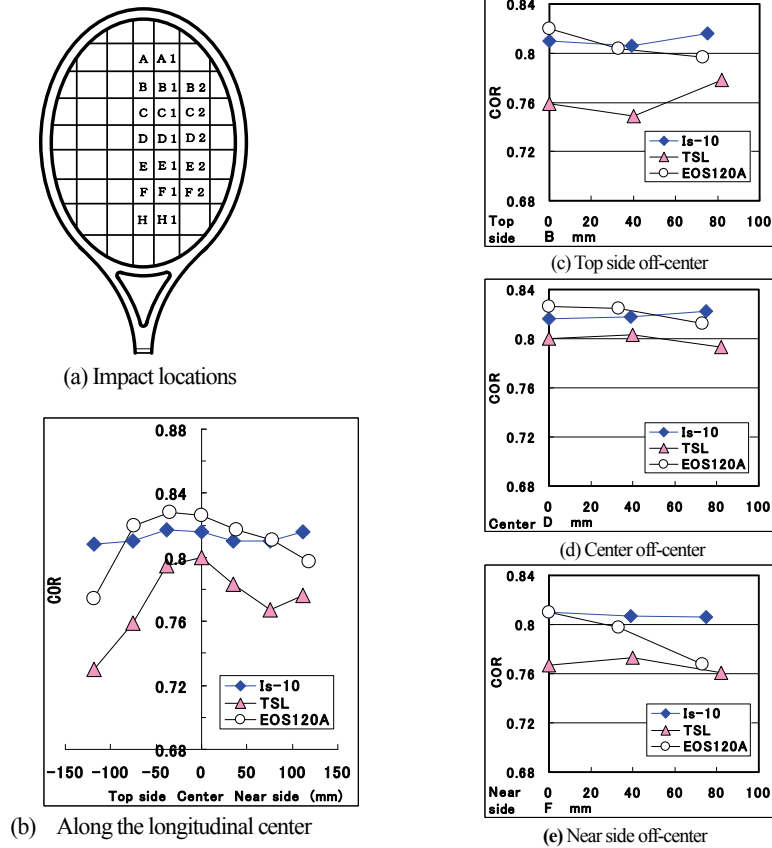 A A1
B B1 B2
C C1 C2
D D1 D2
E E1 E2
F F1 F2
H H1
(a) Impact locations
0.88
0.84
0.8
0.76
0.72
0.68
COR
Is-10
TSL
EOS120A
-150 -100 -50 0 50 100 150
Top side Center Near side (mm)
(b) Along the longitudinal center
0.84
0.8
0.76
0.72
0.68
COR
Is-10
TSL
EOS120A
Top 0 20 40 60 80 100
side B mm
(c) Top side off-center
0.84
0.8
0.76
0.72
0.68
COR
Is-10
TSL
EOS120A
0 20 40 60 80 100
Center D mm
(d) Center off-center
0.84
0.8
0.76
0.72
0.68
COR
Is-10
TSL
EOS120A
Near 0 20 40 60 80 100
side F mm
(e) Near side off-center